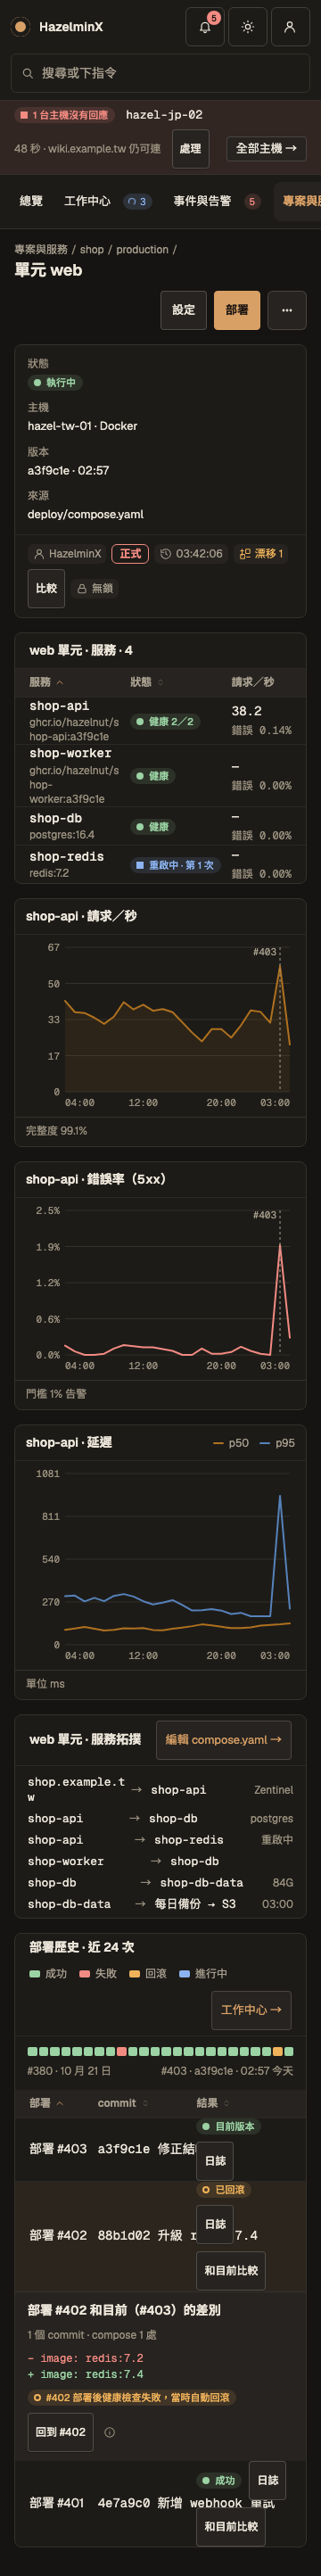 HazelminX
5
搜尋或下指令
1 台主機沒有回應 hazel-jp-02
48 秒 · wiki.example.tw 仍可連 處理 全部主機 →
總覽 工作中心 3 事件與告警 5
專案與服務 / shop / production /
單元 web
設定 部署 ···
狀態
執行中
主機
hazel-tw-01 · Docker
版本
a3f9c1e · 02:57
來源
deploy/compose.yaml
HazelminX 正式 03:42:06 漂移 1
比較 無鎖
web 單元 · 服務 · 4
服務 狀態 請求／秒
shop-api
ghcr.io/hazelnut/s
hop-api:a3f9c1e
健康 2／2
38.2
錯誤 0.14%
shop-worker
ghcr.io/hazelnut/s
hop-
worker:a3f9c1e
健康
—
錯誤 0.00%
shop-db
postgres:16.4
健康
—
錯誤 0.00%
shop-redis
redis:7.2
重啟中 · 第 1 次
—
錯誤 0.00%
shop-api · 請求／秒
67
50
33
17
0
#403
04:00 12:00 20:00 03:00
完整度 99.1%
shop-api · 錯誤率（5xx）
2.5%
1.9%
1.2%
0.6%
0.0%
#403
04:00 12:00 20:00 03:00
門檻 1% 告警
shop-api · 延遲 p50 p95
1081
811
540
270
0
04:00 12:00 20:00 03:00
單位 ms
web 單元 · 服務拓撲 編輯 compose.yaml →
shop.example.t
w
→ shop-api Zentinel
shop-api → shop-db postgres
shop-api → shop-redis 重啟中
shop-worker → shop-db
shop-db → shop-db-data 84G
shop-db-data → 每日備份 → S3 03:00
部署歷史 · 近 24 次
成功 失敗 回滾 進行中
工作中心 →
#380 · 10 月 21 日 #403 · a3f9c1e · 02:57 今天
部署 commit 結果
部署 #403 a3f9c1e 修正
目前版本
日誌
部署 #402 88b1d02 升級 7.4
已回滾
日誌
和目前比較
部署 #402 和目前（#403）的差別
1 個 commit · compose 1 處
- image: redis:7.2
+ image: redis:7.4
#402 部署後健康檢查失敗，當時自動回滾
回到 #402
部署 #401 4e7a9c0 新增 webhook 重試
成功 日誌
和目前比較